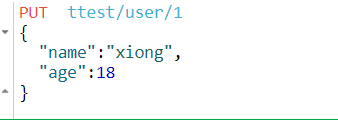 PUT  ttest/user/1
{
  "name":"xiong",
  "age":18
}